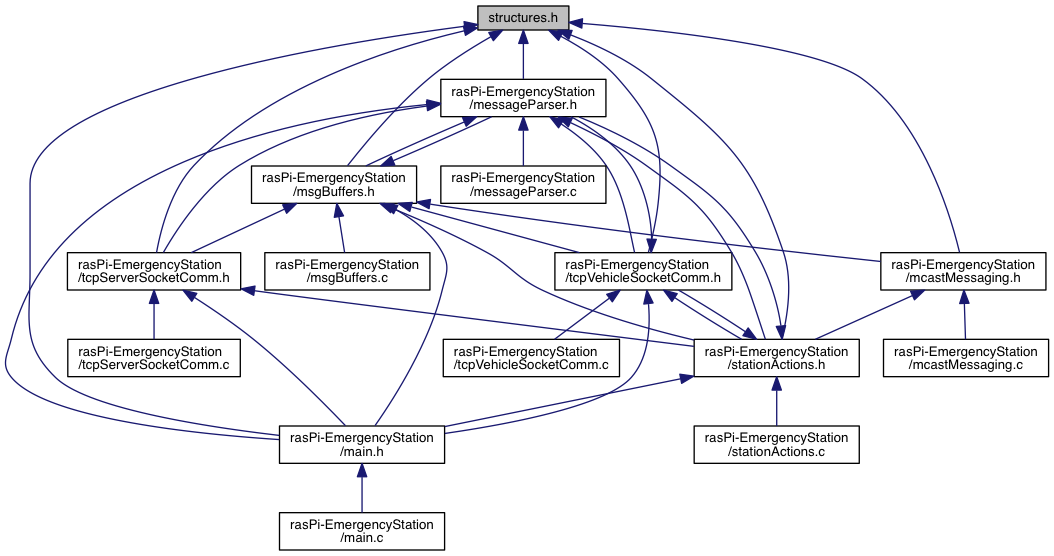 structures.h
rasPi-EmergencyStation
/messageParser.h
rasPi-EmergencyStation
/msgBuffers.h
rasPi-EmergencyStation
/messageParser.c
rasPi-EmergencyStation
/tcpServerSocketComm.h
rasPi-EmergencyStation
/msgBuffers.c
rasPi-EmergencyStation
/tcpVehicleSocketComm.h
rasPi-EmergencyStation
/mcastMessaging.h
rasPi-EmergencyStation
/tcpServerSocketComm.c
rasPi-EmergencyStation
/tcpVehicleSocketComm.c
rasPi-EmergencyStation
/stationActions.h
rasPi-EmergencyStation
/mcastMessaging.c
rasPi-EmergencyStation
/main.h
rasPi-EmergencyStation
/stationActions.c
rasPi-EmergencyStation
/main.c